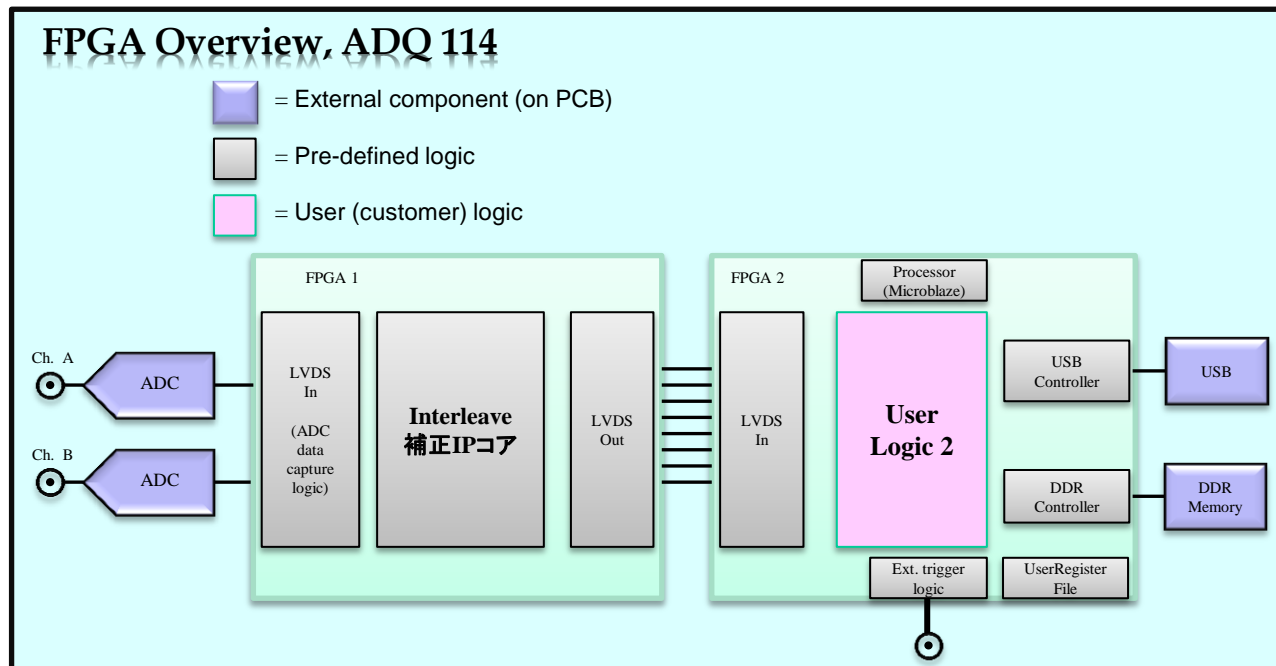 FPGA Overview, ADQ 114
= External component (on PCB)
= Pre-defined logic
= User (customer) logic
FPGA 1
FPGA 2
Processor
(Microblaze)
Ch. A
ADC
Ch. B
ADC
LVDS
In
(ADC
data
capture
logic)
Interleave
補正IPコア
LVDS
Out
LVDS
In
User
Logic 2
USB
Controller
USB
DDR
Controller
DDR
Memory
Ext. trigger
logic
UserRegister
File